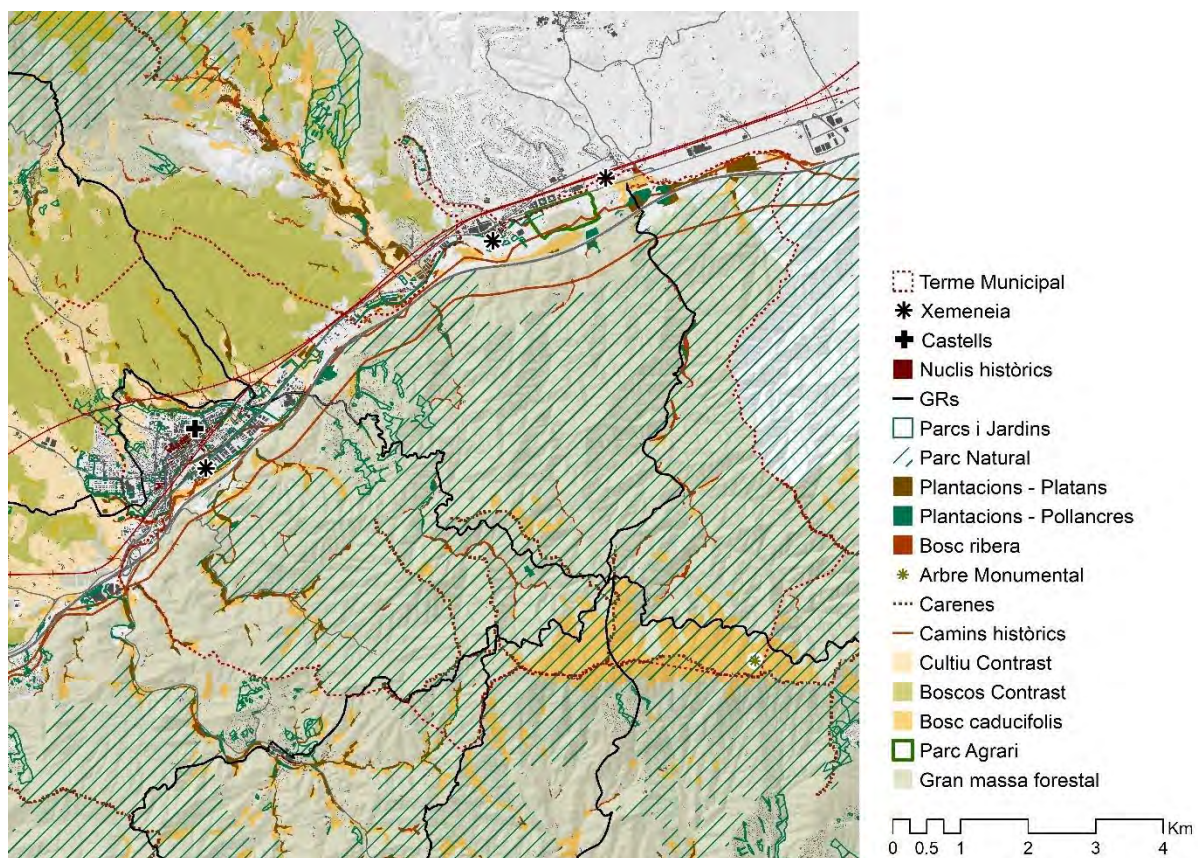 Terme Municipal
Xemeneia
Castells
Nuclis històrics
GRs
Parcs i Jardins
Parc Natural
Plantacions - Platans
Plantacions - Pollancres
Bosc ribera
Arbre Monumental
Carenes
Camins històrics
Cultiu Contrast
Boscos Contrast
Bosc caducifolis
Parc Agrari
Gran massa forestal
Km
0 0.5 1 2 3 4